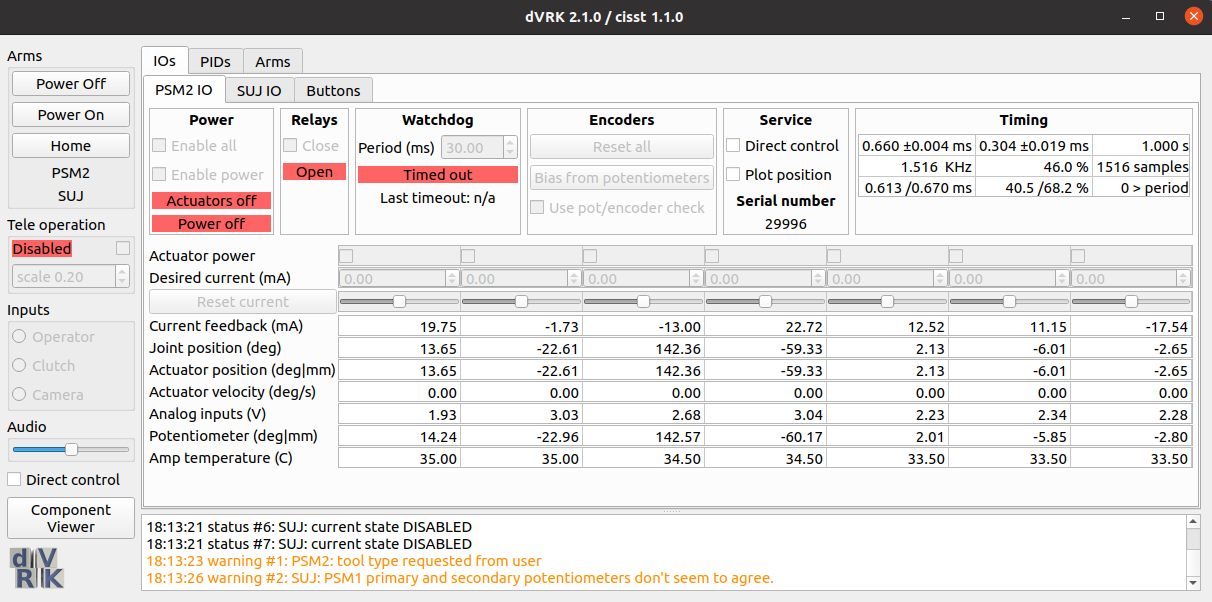 dVRK 2.1.0 / cisst 1.1.0
Arms
Power Off
Power On
Home
PSM2
SUJ
Tele operation
Disabled
scale 0.20
Inputs
Operator
Clutch
Camera
Audio
Direct control
Component
Viewer
dVRK
IOs PIDs Arms
PSM2 IO SUJ IO Buttons
Power
Enable all
Enable power
Actuators off
Power off
Relays
Close
Open
Watchdog
Period (ms) 30.00
Timed out
Last timeout: n/a
Encoders
Reset all
Bias from potentiometers
Use pot/encoder check
Service
Direct control
Plot position
Serial number
29996
Timing
0.660 ±0.004 ms 0.304 ±0.019 ms 1.000 s
1.516 KHz 46.0 % 1516 samples
0.613 /0.670 ms 40.5 /68.2 % 0 > period
Actuator power
Desired current (mA) 0.00 0.00 0.00 0.00 0.00 0.00 0.00
Reset current
Current feedback (mA) 19.75 -1.73 -13.00 22.72 12.52 11.15 -17.54
Joint position (deg) 13.65 -22.61 142.36 -59.33 2.13 -6.01 -2.65
Actuator position (deg|mm) 13.65 -22.61 142.36 -59.33 2.13 -6.01 -2.65
Actuator velocity (deg/s) 0.00 0.00 0.00 0.00 0.00 0.00 0.00
Analog inputs (V) 1.93 3.03 2.68 3.04 2.23 2.34 2.28
Potentiometer (deg|mm) 14.24 -22.96 142.57 -60.17 2.01 -5.85 -2.80
Amp temperature (C) 35.00 35.00 34.50 34.50 33.50 33.50 33.50
18:13:21 status #6: SUJ: current state DISABLED
18:13:21 status #7: SUJ: current state DISABLED
18:13:23 warning #1: PSM2: tool type requested from user
18:13:26 warning #2: SUJ: PSM1 primary and secondary potentiometers don't seem to agree.